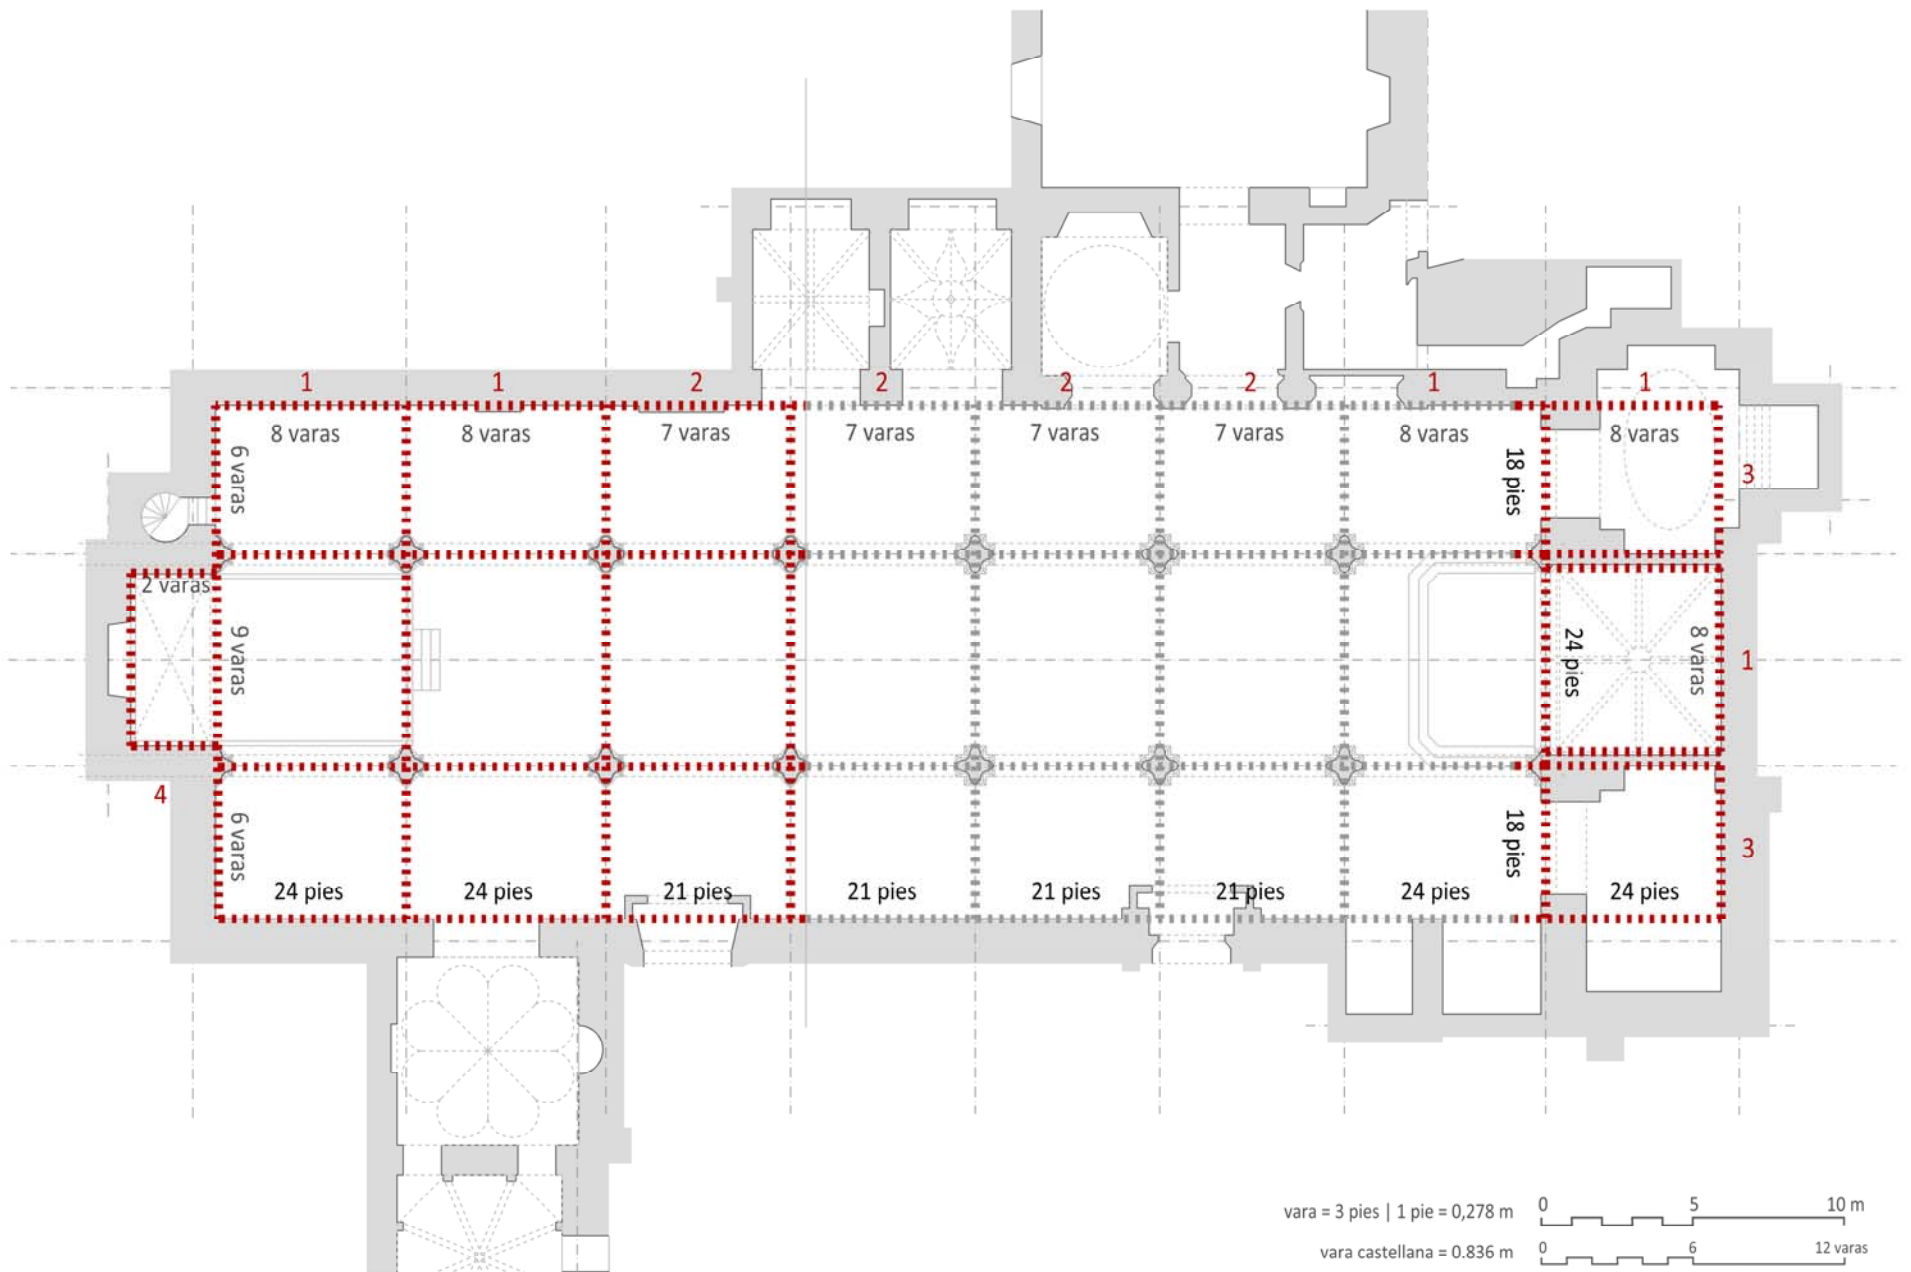 1 1 2 2 2 2 1 1
8 varas 8 varas 7 varas 7 varas 7 varas 7 varas 8 varas 8 varas
6 varas
18 pies
3
2 varas
9 varas
24 pies
8 varas
1
4
6 varas
18 pies
3
24 pies 24 pies 21 pies 21 pies 21 pies 21 pies 24 pies 24 pies
vara = 3 pies | 1 pie = 0,278 m
0 5 10 m
vara castellana = 0.836 m
0 6 12 varas